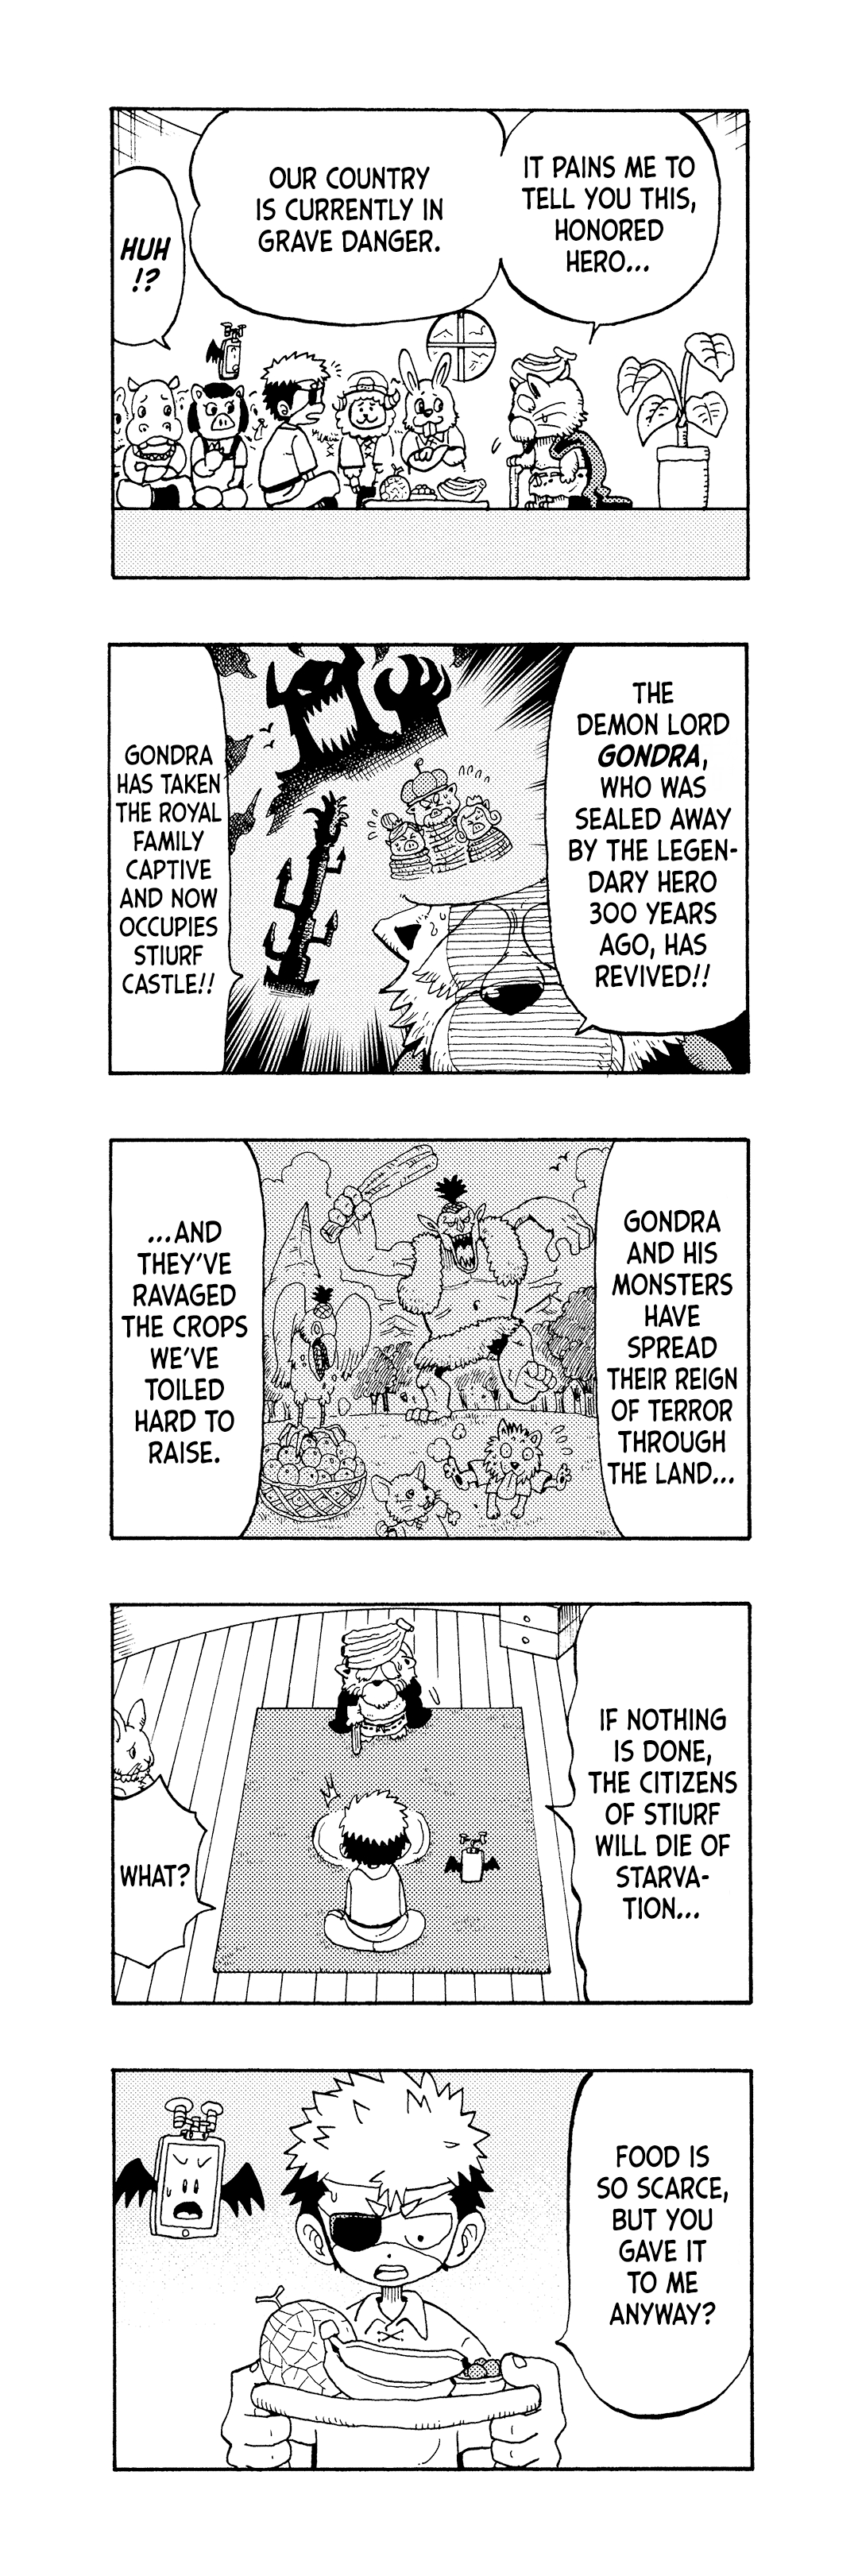 IT PAINS ME TO
TELL YOU THIS,
HONORED
HERO...
OUR COUNTRY
IS CURRENTLY IN
GRAVE DANGER.
HUH
!?
THE
DEMON LORD
GONDRA,
WHO WAS
SEALED AWAY
BY THE LEGEN-
DARY HERO
300 YEARS
AGO, HAS
REVIVED!!
GONDRA
HAS TAKEN
THE ROYAL
FAMILY
CAPTIVE
AND NOW
OCCUPIES
STIURF
CASTLE!!
GONDRA
AND HIS
MONSTERS
HAVE
SPREAD
THEIR REIGN
OF TERROR
THROUGH
THE LAND...
...AND
THEY'VE
RAVAGED
THE CROPS
WE'VE
TOILED
HARD TO
RAISE.
IF NOTHING
IS DONE,
THE CITIZENS
OF STIURF
WILL DIE OF
STARVA-
TION...
WHAT?
FOOD IS
SO SCARCE,
BUT YOU
GAVE IT
TO ME
ANYWAY?